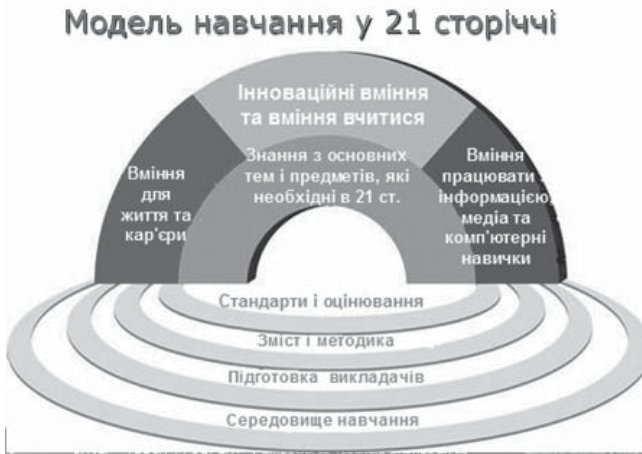 Модель навчання у 21 сторіччі
Інноваційні вміння
та вміння вчитися
Знання з основних
тем і предметів, які
необхідні в 21 ст.
Вміння
для
життя та
кар'єри
Вміння
працювати з
інформацією,
медіа та
комп'ютерні
навички
Стандарти і оцінювання
Зміст і методика
Підготовка викладачів
Середовище навчання